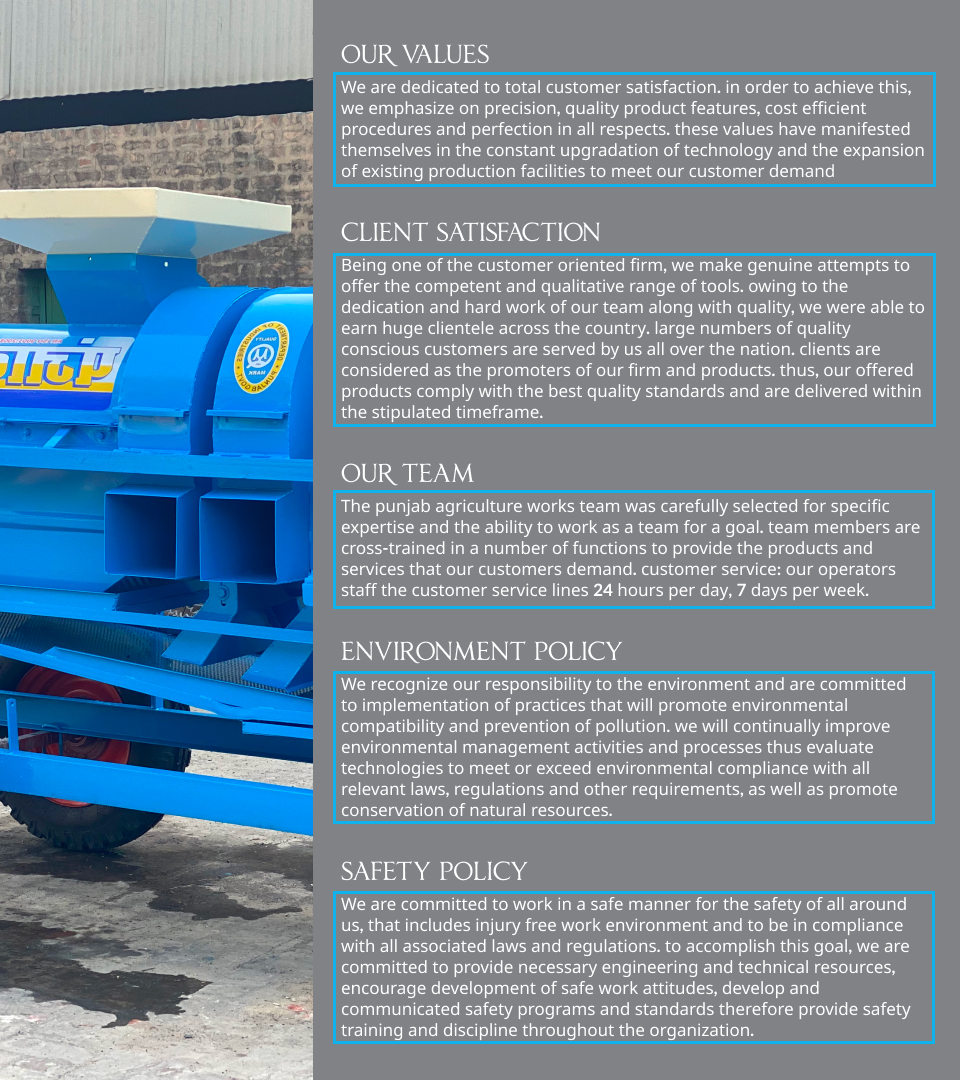 OUR VALUES
We are dedicated to total customer satisfaction. in order to achieve this,
we emphasize on precision, quality product features, cost efficient
procedures and perfection in all respects. these values have manifested
themselves in the constant upgradation of technology and the expansion
of existing production facilities to meet our customer demand
CLIENT SATISFACTION
Being one of the customer oriented firm, we make genuine attempts to
offer the competent and qualitative range of tools. owing to the
dedication and hard work of our team along with quality, we were able to
earn huge clientele across the country. large numbers of quality
conscious customers are served by us all over the nation. clients are
considered as the promoters of our firm and products. thus, our offered
products comply with the best quality standards and are delivered within
the stipulated timeframe.
OUR TEAM
The punjab agriculture works team was carefully selected for specific
expertise and the ability to work as a team for a goal. team members are
cross-trained in a number of functions to provide the products and
services that our customers demand. customer service: our operators
staff the customer service lines 24 hours per day, 7 days per week.
ENVIRONMENT POLICY
We recognize our responsibility to the environment and are committed
to implementation of practices that will promote environmental
compatibility and prevention of pollution. we will continually improve
environmental management activities and processes thus evaluate
technologies to meet or exceed environmental compliance with all
relevant laws, regulations and other requirements, as well as promote
conservation of natural resources.
SAFETY POLICY
We are committed to work in a safe manner for the safety of all around
us, that includes injury free work environment and to be in compliance
with all associated laws and regulations. to accomplish this goal, we are
committed to provide necessary engineering and technical resources,
encourage development of safe work attitudes, develop and
communicated safety programs and standards therefore provide safety
training and discipline throughout the organization.